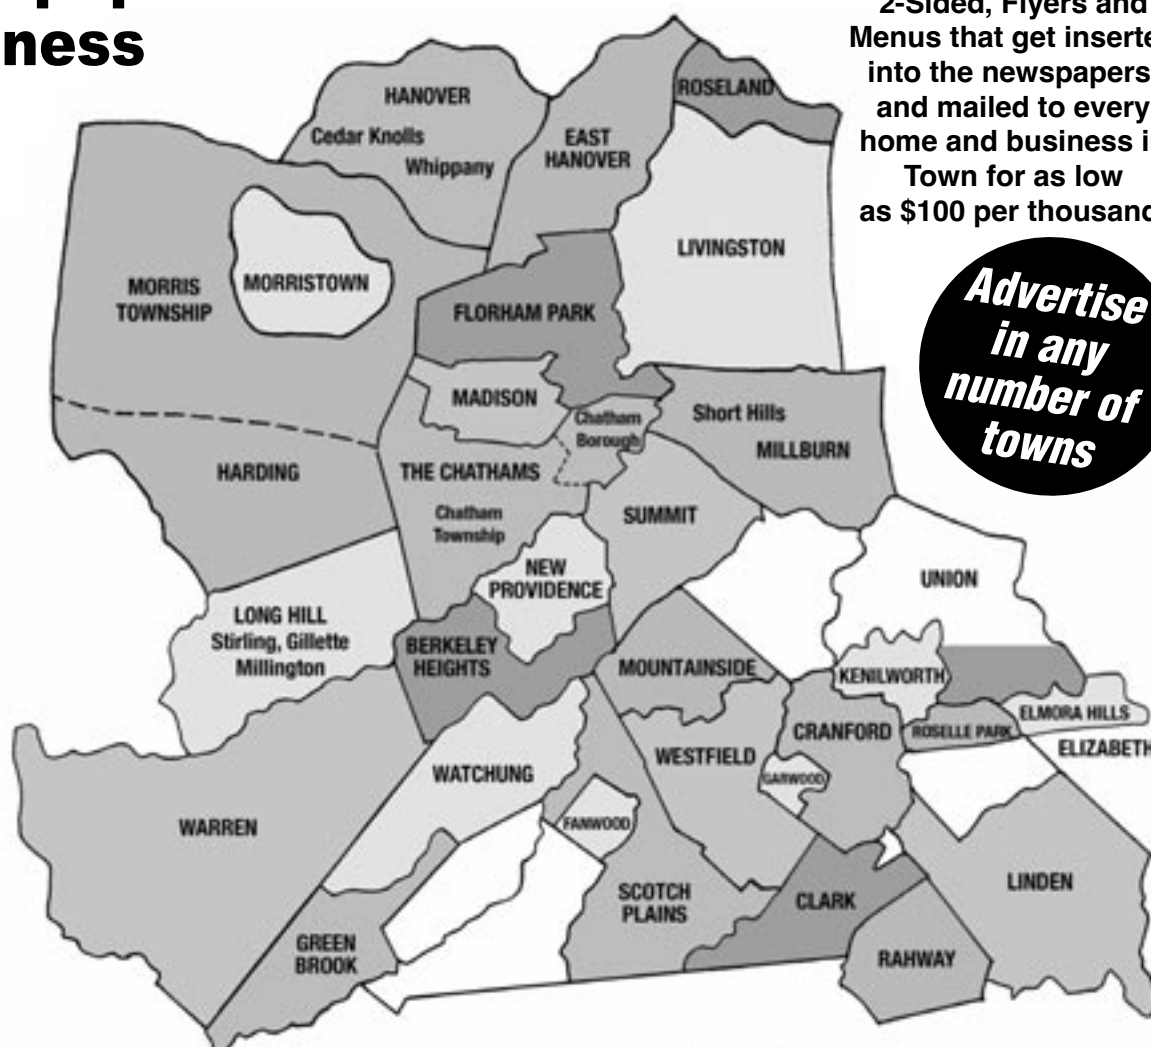 ness
2-Sided, Flyers and
Menus that get inserte
into the newspapers
and mailed to every
home and business i
Town for as low
as $100 per thousand
Advertise
in any
number of
towns
HANOVER
Cedar Knolls
Whippany
EAST
HANOVER
ROSELAND
LIVINGSTON
MORRIS
TOWNSHIP
MORRISTOWN
FLORHAM PARK
MADISON
Chatham
Borough
Short Hills
MILLBURN
HARDING
THE CHATHAMS
Chatham
Township
SUMMIT
NEW
PROVIDENCE
UNION
LONG HILL
Stirling, Gillette
Millington
BERKELEY
HEIGHTS
MOUNTAINSIDE
KENILWORTH
ELMORA HILLS
CRANFORD
ROSELLE PARK
ELIZABETH
WESTFIELD
GARWOOD
WATCHUNG
WARREN
FANWOOD
SCOTCH
PLAINS
CLARK
LINDEN
GREEN
BROOK
RAHWAY